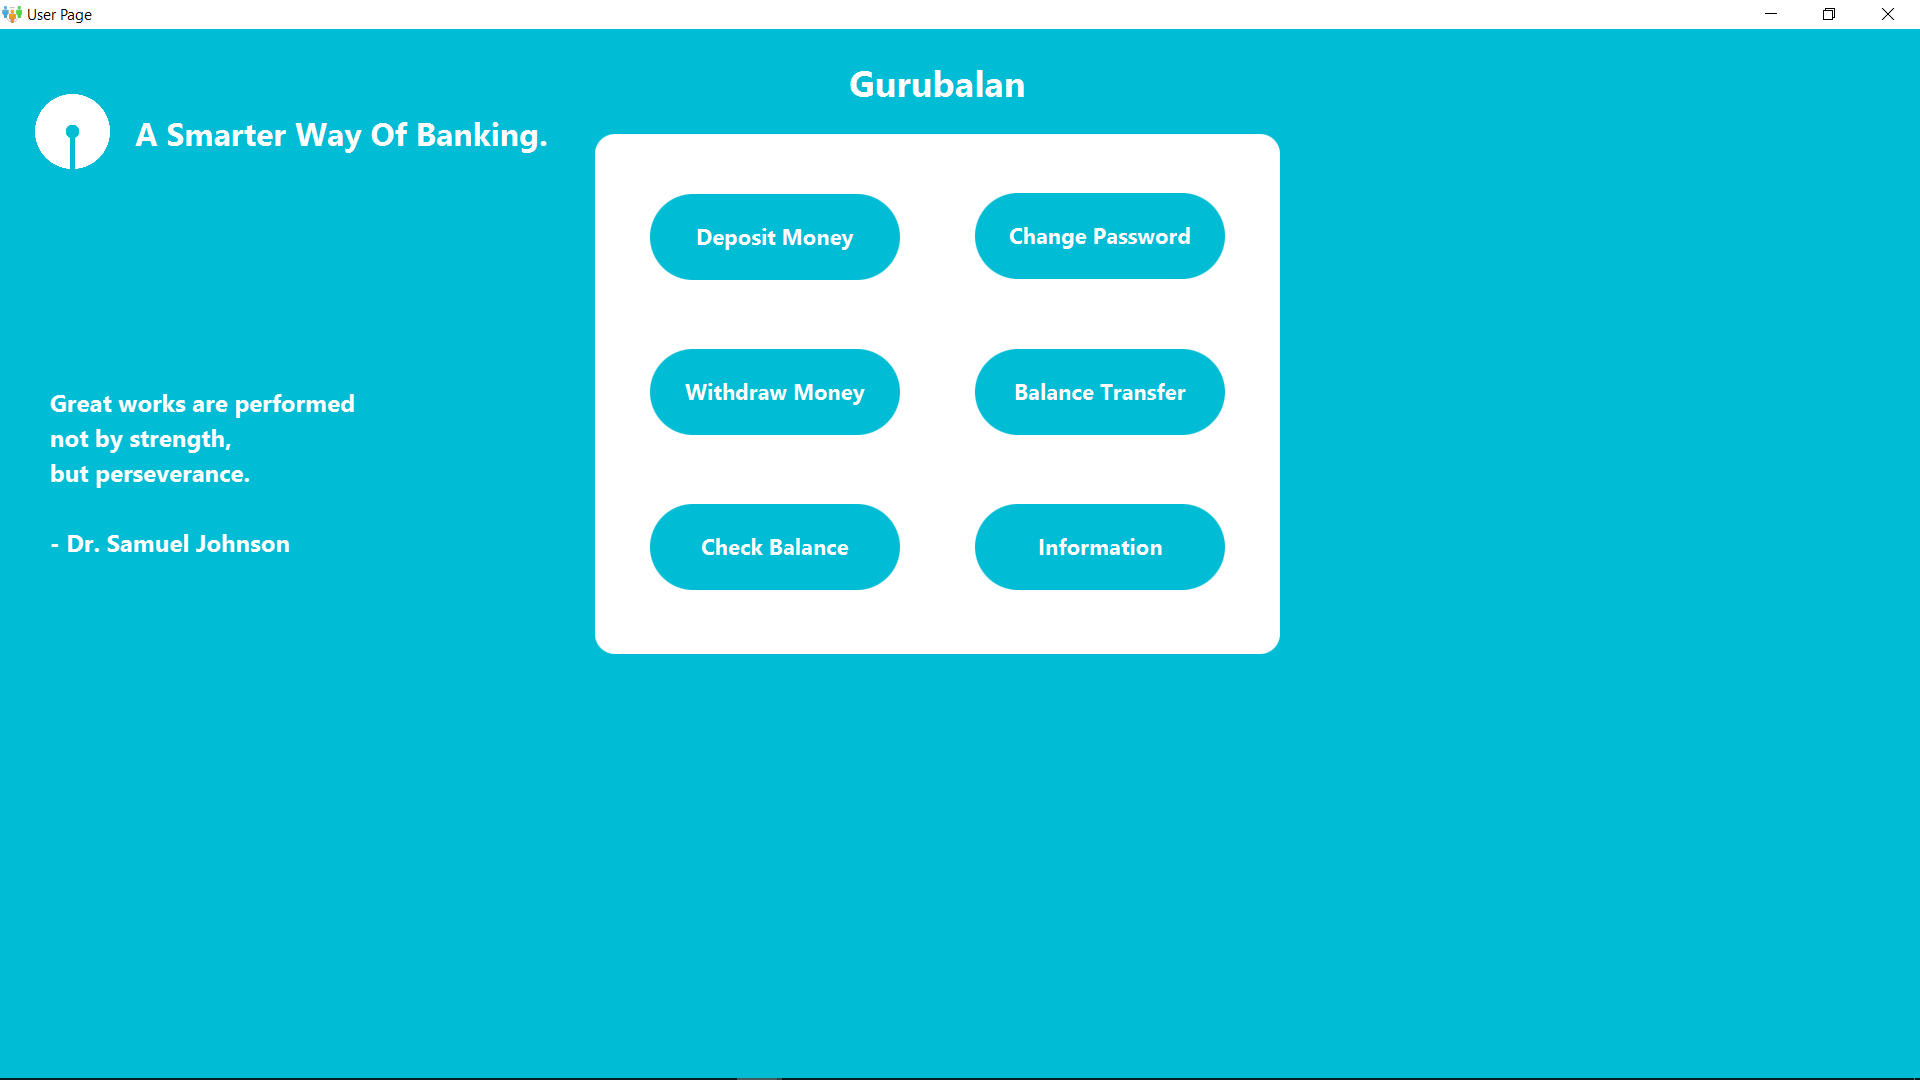 User Page
Gurubalan
A Smarter Way Of Banking.
Deposit Money
Change Password
Withdraw Money
Balance Transfer
Check Balance
Information
Great works are performed
not by strength,
but perseverance.
- Dr. Samuel Johnson